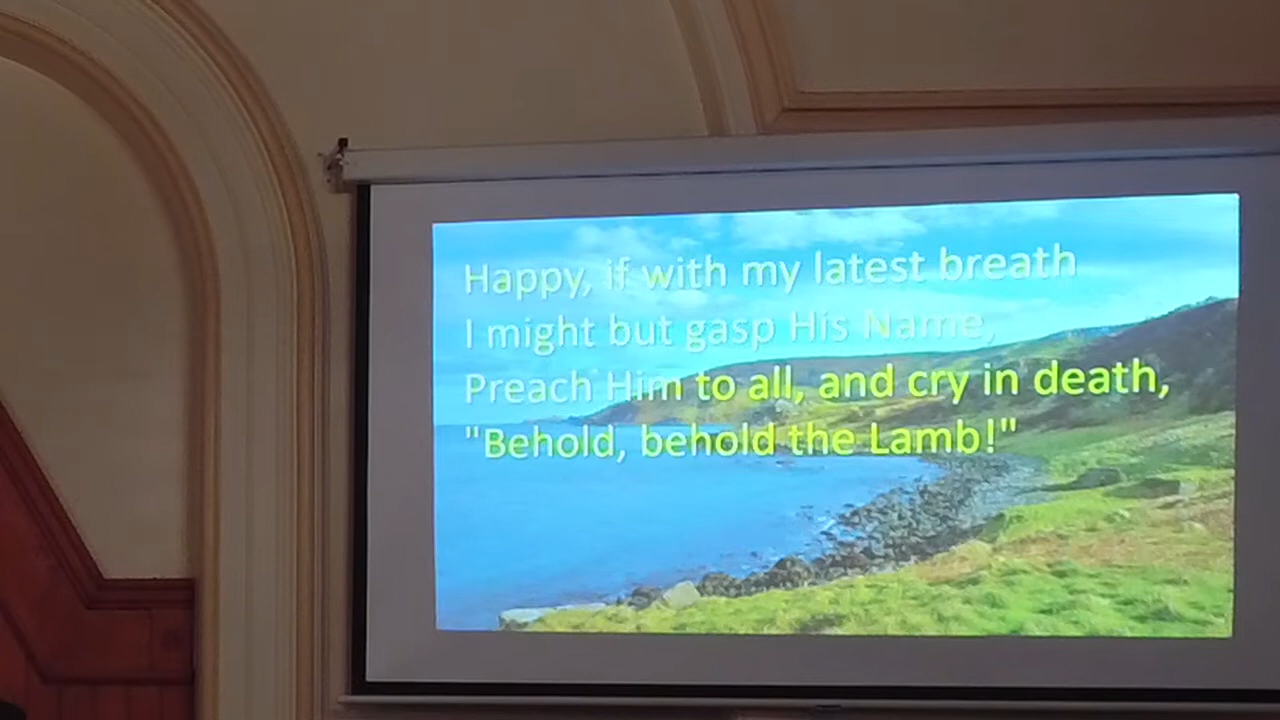 Happy, if with my latest breath
I might but gasp His Name,
Preach Him to all, and cry in death,
"Behold, behold the Lamb!"